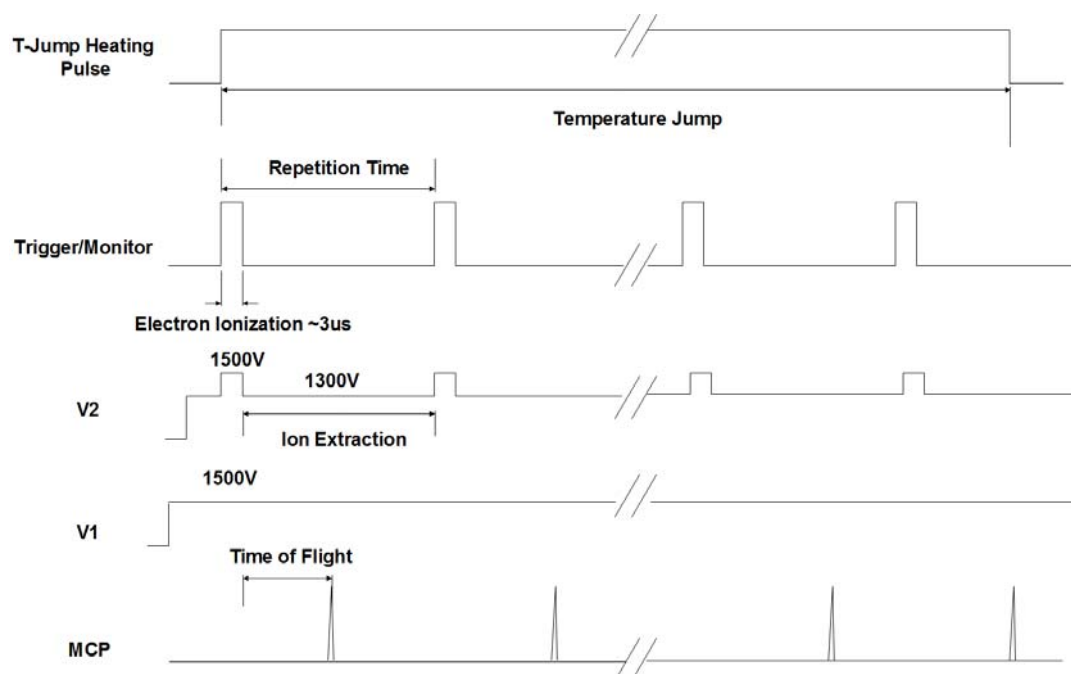 T-Jump Heating
Pulse
Temperature Jump
Repetition Time
Trigger/Monitor
Electron Ionization ~3us
1500V
1300V
V2
Ion Extraction
1500V
V1
Time of Flight
MCP